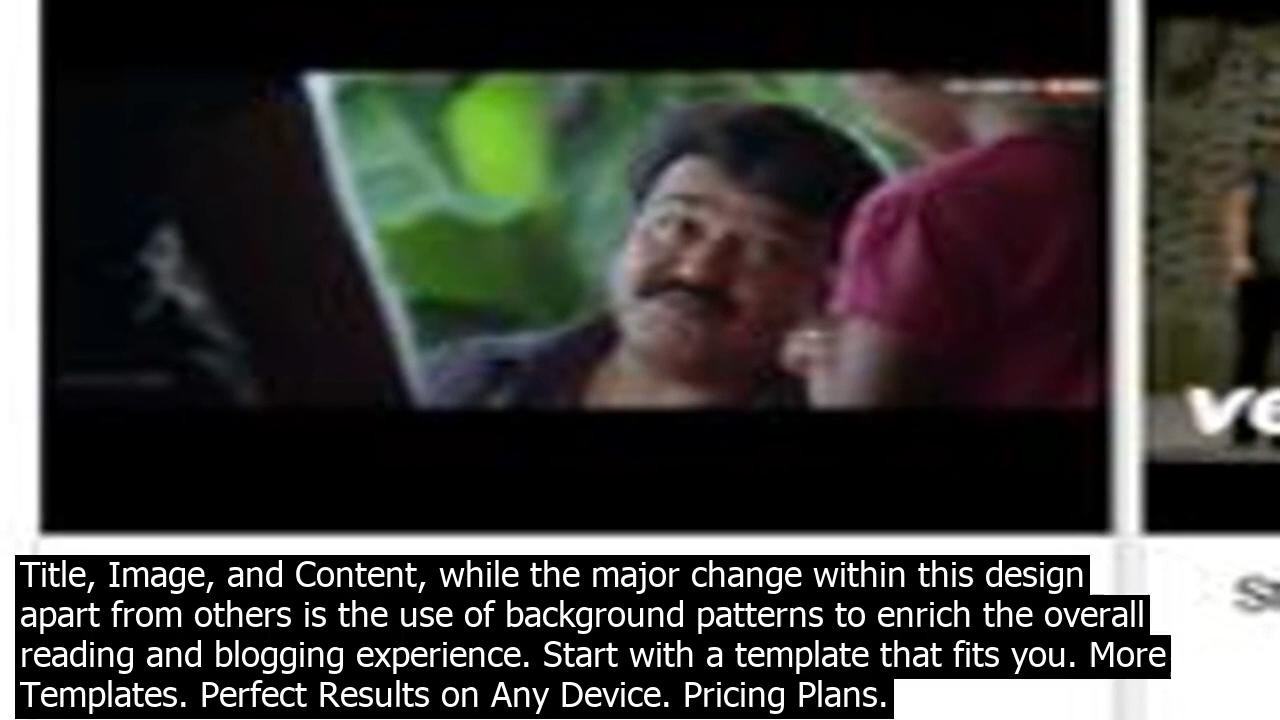 ve
Title, Image, and Content, while the major change within this design
apart from others is the use of background patterns to enrich the overall
reading and blogging experience. Start with a template that fits you. More
Templates. Perfect Results on Any Device. Pricing Plans.